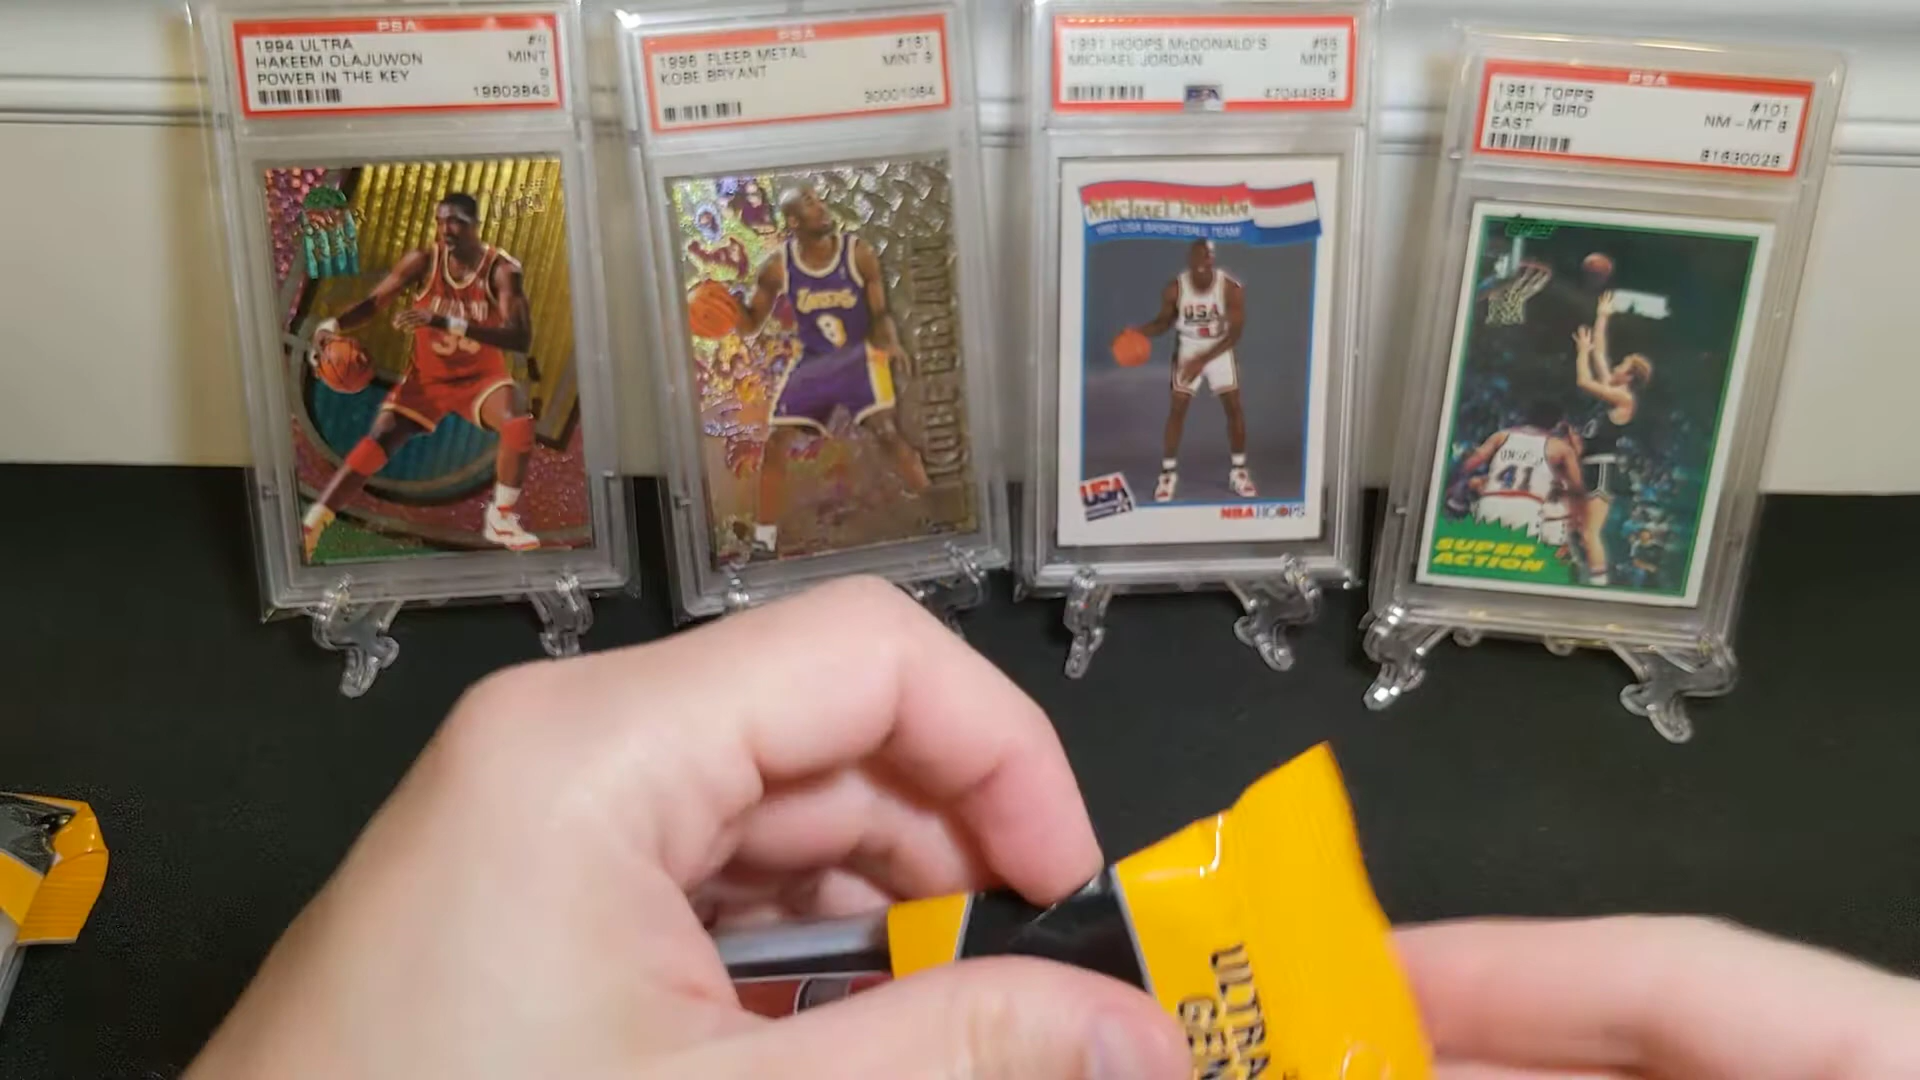 PSA
1994 ULTRA
HAKEEM OLAJUWON MINT
POWER IN THE KEY 9
19803843
PSA
1996 FLEER METAL #181
KOBE BRYANT MINT 9
30001064
LAKERS
8
KOBE BRYANT
1991 HOOPS McDONALD'S #55
MICHAEL JORDAN MINT
9
PSA 47044884
Michael Jordan
1992 USA BASKETBALL TEAM
USA
USA
NBA HOOPS
PSA
1981 TOPPS #101
LARRY BIRD NM - MT 8
EAST
81630028
41
SUPER
ACTION
ULTRA